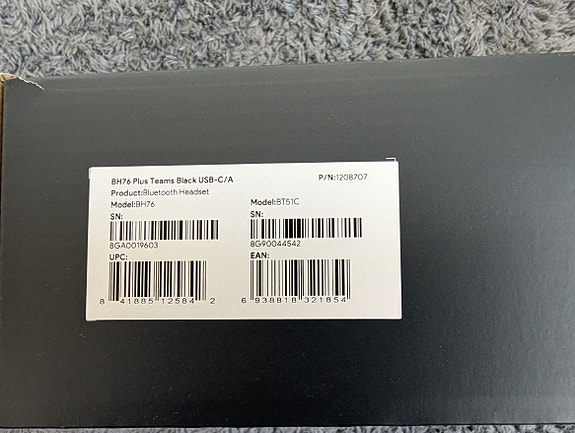 BH76 Plus Teams Black USB-C/A
P/N:1208707
Product:Bluetooth Headset
Model:BH76
Model:BT51C
SN:
SN:
8GA0019603
8G90044542
UPC:
EAN:
8 41885 12584 2
6 938818 321854